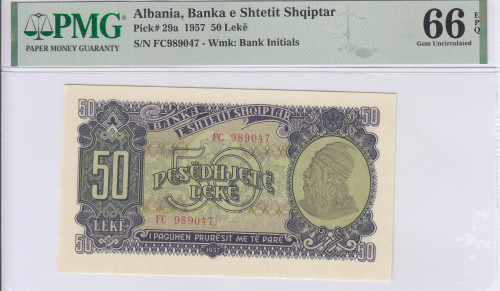 PMG
PAPER MONEY GUARANTY
Albania, Banka e Shtetit Shqiptar
Pick# 29a 1957 50 Lekë
S/N FC989047 - Wmk: Bank Initials
66 EPQ
Gem Uncirculated
50
50
BANKA
E SHTETIT SHQIPTAR
FC 989047
50
50
PESËDHJETË
LEKË
FC 989047
LEKË
I PAGUHEN PRURËSIT ME TË PARË
50
1957
50